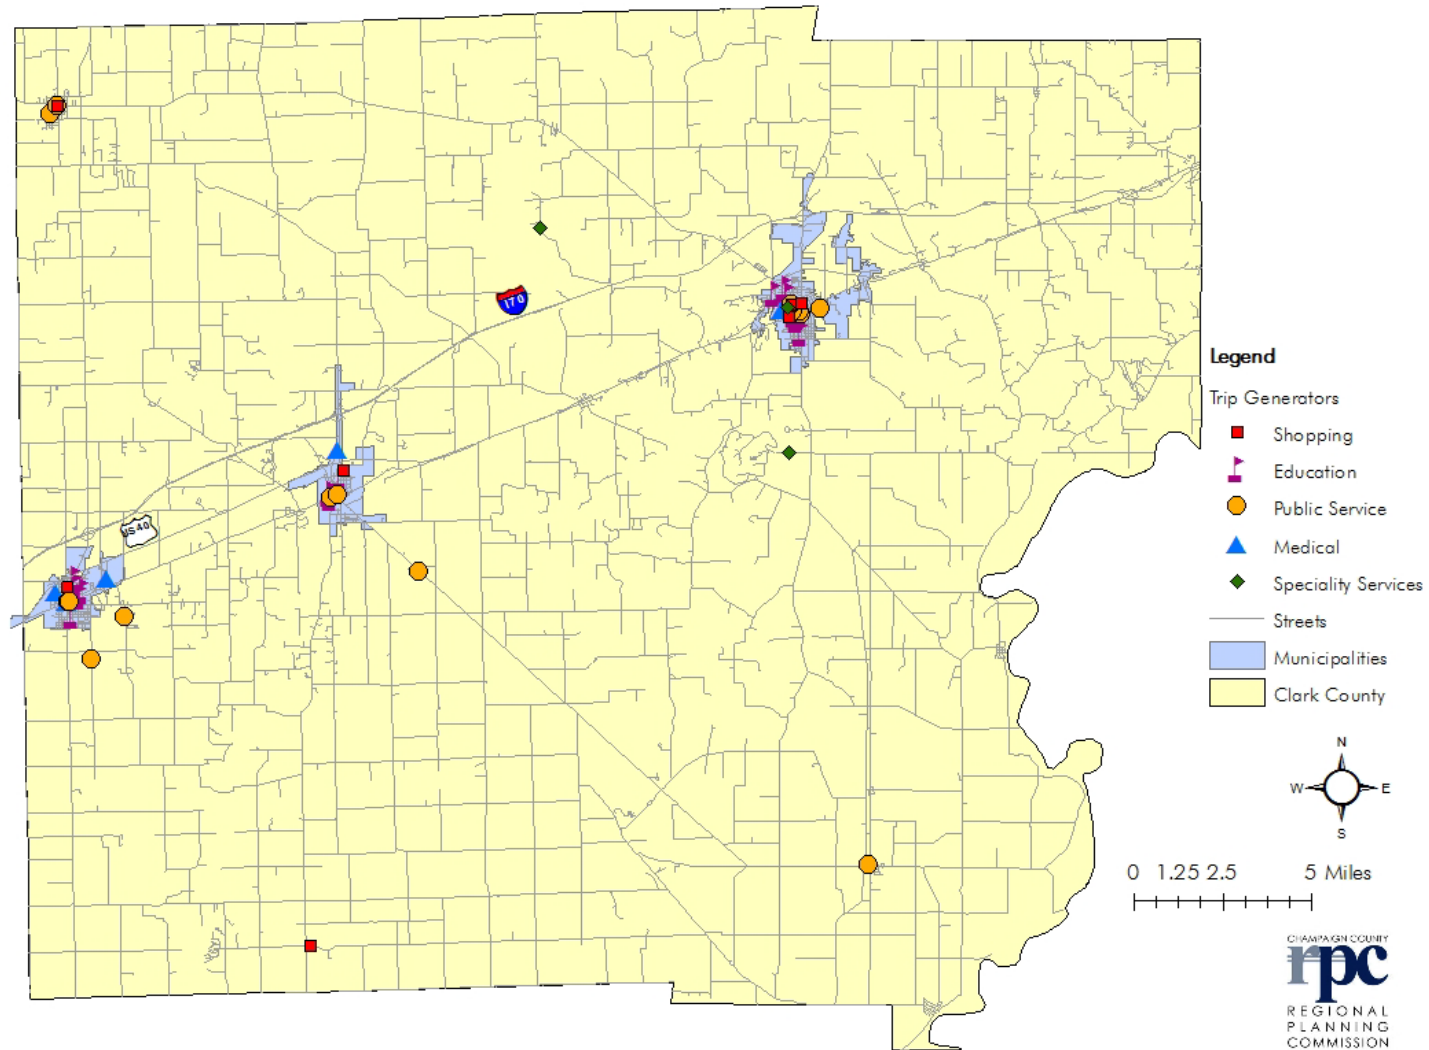 170
US 40
Legend
Trip Generators
Shopping
Education
Public Service
Medical
Speciality Services
Streets
Municipalities
Clark County
N
W E
S
0 1.25 2.5 5 Miles
CHAMPAIGN COUNTY
rpc
REGIONAL
PLANNING
COMMISSION